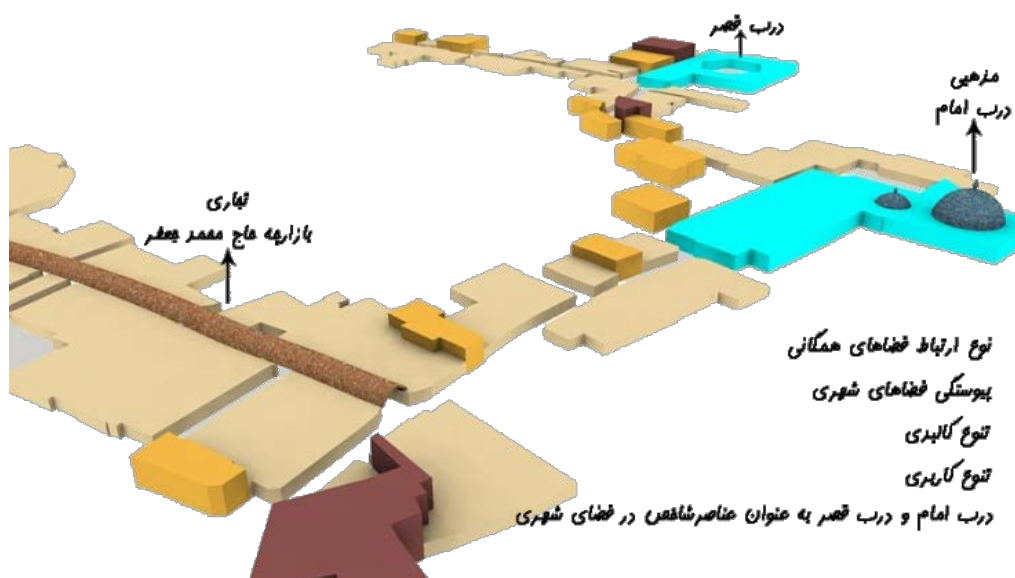 درب قصر
مذهبی
درب امام
تجاری
بازارچه حاج محمد جعفر
نوع ارتباط فضاهای همگانی
پیوستگی فضاهای شهری
تنوع کالبدی
تنوع کاربری
درب امام و درب قصر به عنوان عناصرشاخص در فضای شهری